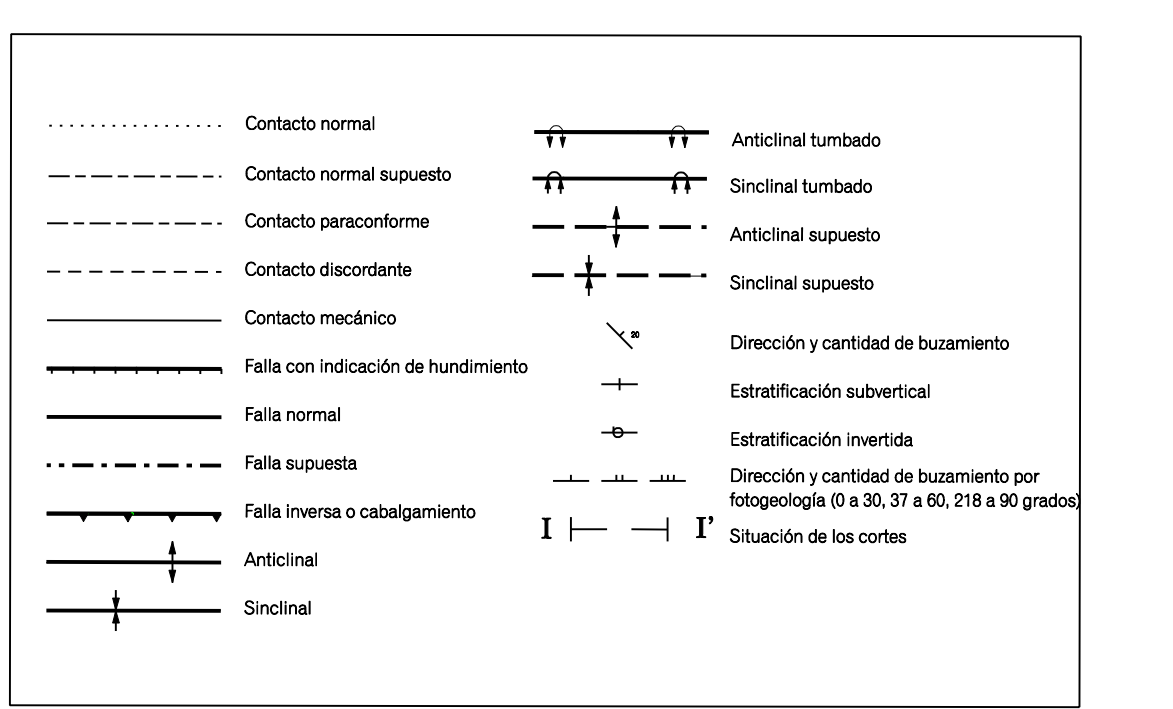 Contacto normal
Contacto normal supuesto
Contacto paraconforme
Contacto discordante
Contacto mecánico
Falla con indicación de hundimiento
Falla normal
Falla supuesta
Falla inversa o cabalgamiento
Anticlinal
Sinclinal
Anticlinal tumbado
Sinclinal tumbado
Anticlinal supuesto
Sinclinal supuesto
20
Dirección y cantidad de buzamiento
Estratificación subvertical
Estratificación invertida
Dirección y cantidad de buzamiento por
fotogeología (0 a 30, 37 a 60, 218 a 90 grados)
I I' Situación de los cortes